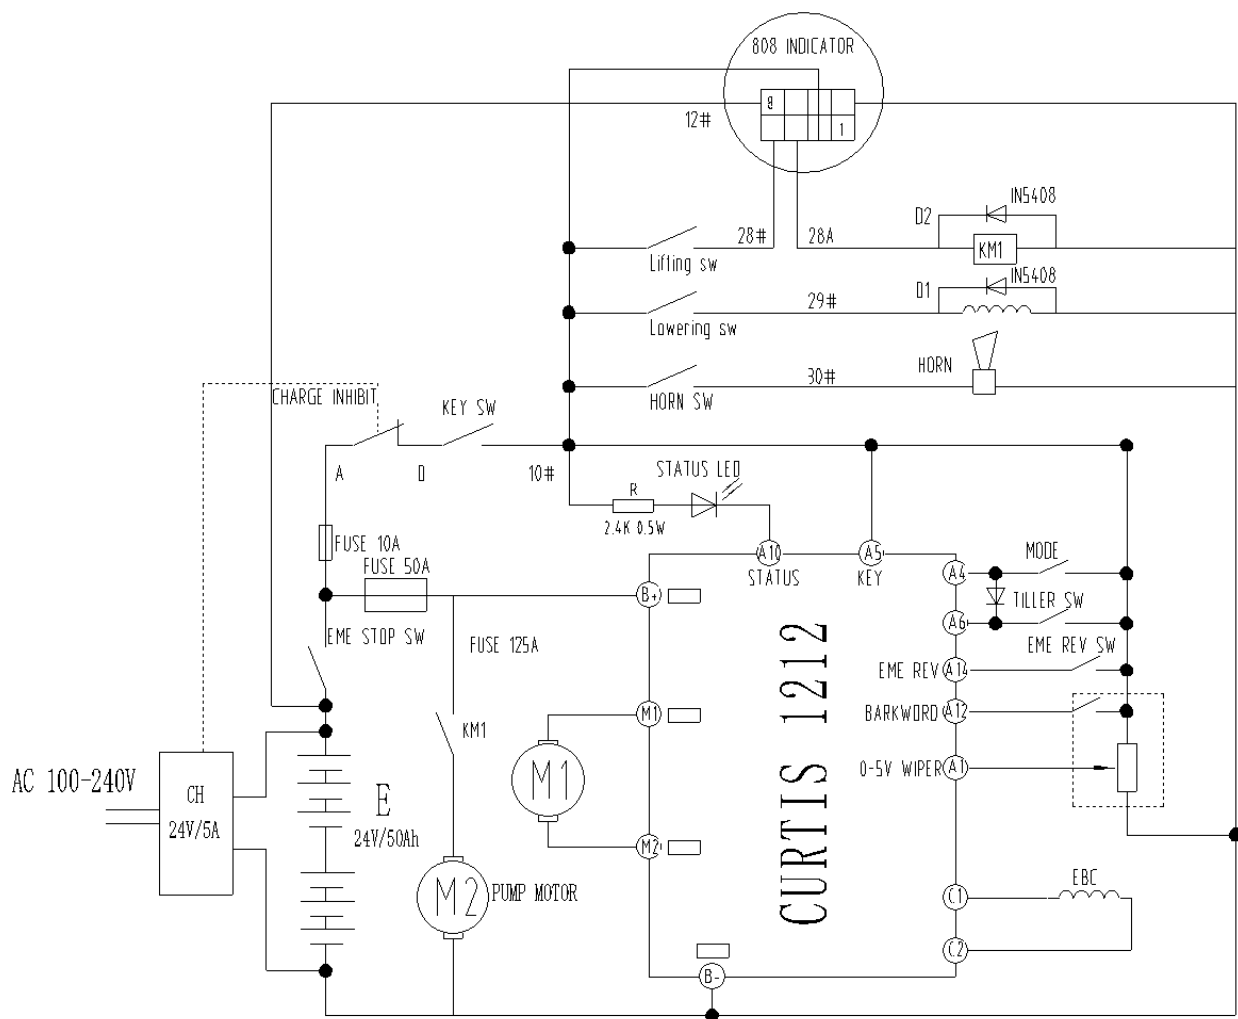 808 INDICATOR
8
12#
1
IN5408
D2
28#
28A
KM1
Lifting sw
IN5408
D1
29#
Lowering sw
HORN
30#
CHARGE INHIBIT
KEY SW
HORN SW
A
D
10#
STATUS LED
R
2.4K 0.5W
FUSE 10A
A10
A5
MODE
FUSE 50A
STATUS
KEY
A4
B+
TILLER SW
A6
EME STOP SW
FUSE 125A
EME REV SW
EME REV
A14
M1
BARKWORD
A12
KM1
CURTIS 1212
0-5V WIPER
A1
AC 100-240V
CH
24V/5A
E
24V/50Ah
M1
M2
EBC
M2
PUMP MOTOR
C1
C2
B-